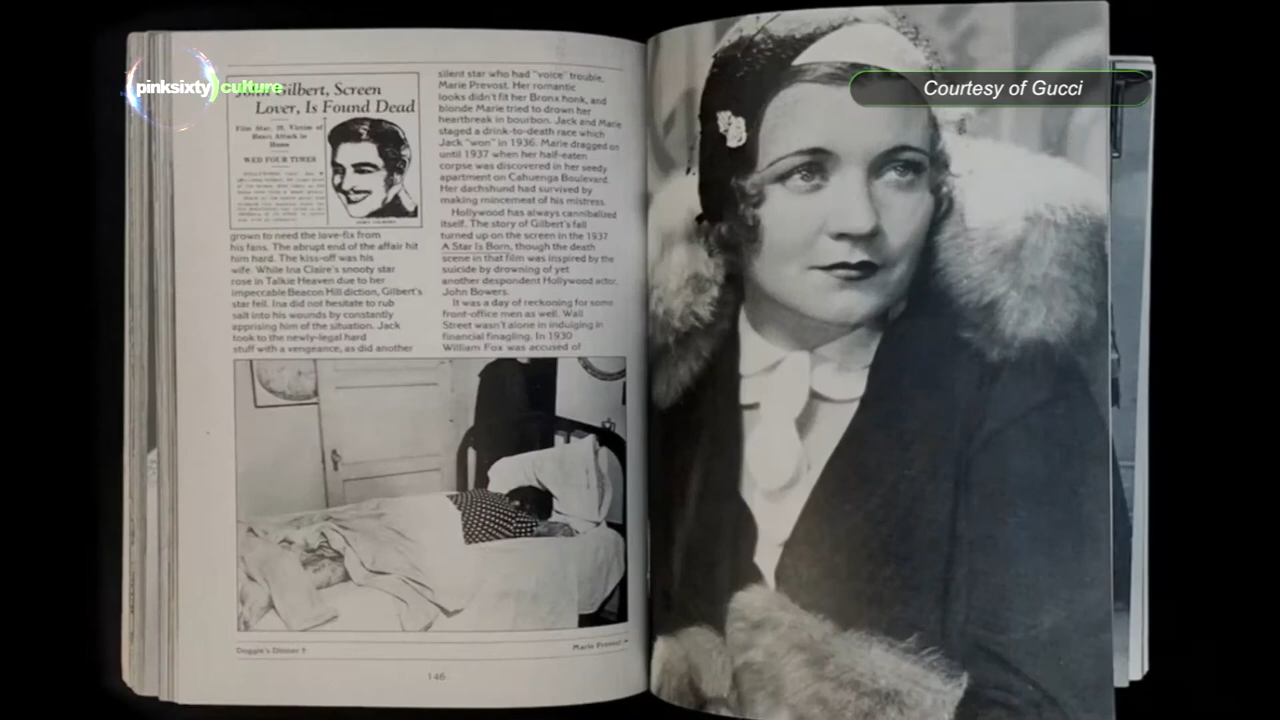 pinksixty culture
Courtesy of Gucci
John Gilbert, Screen
Lover, Is Found Dead
Film Star, 38, Victim of
Heart Attack in
Home
WED FOUR TIMES
grown to need the love-fix from
his fans. The abrupt end of the affair hit
him hard. The kiss-off was his
wife. While Ina Claire's snooty star
rose in Talkie Heaven due to her
impeccable Beacon Hill diction, Gilbert's
star fell. Ina did not hesitate to rub
salt into his wounds by constantly
apprising him of the situation. Jack
took to the newly-legal hard
stuff with a vengeance, as did another
silent star who had "voice" trouble,
Marie Prevost. Her romantic
looks didn't fit her Bronx honk, and
blonde Marie tried to drown her
heartbreak in bourbon. Jack and Marie
staged a drink-to-death race which
Jack "won" in 1936. Marie dragged on
until 1937 when her half-eaten
corpse was discovered in her seedy
apartment on Cahuenga Boulevard.
Her dachshund had survived by
making mincemeat of his mistress.
Hollywood has always cannibalized
itself. The story of Gilbert's fall
turned up on the screen in the 1937
A Star Is Born, though the death
scene in that film was inspired by the
suicide by drowning of yet
another despondent Hollywood actor,
John Bowers.
It was a day of reckoning for some
front-office men as well. Wall
Street wasn't alone in indulging in
financial finagling. In 1930
William Fox was accused of
Doggie's Dinner ↑
Marie Prevost →
146